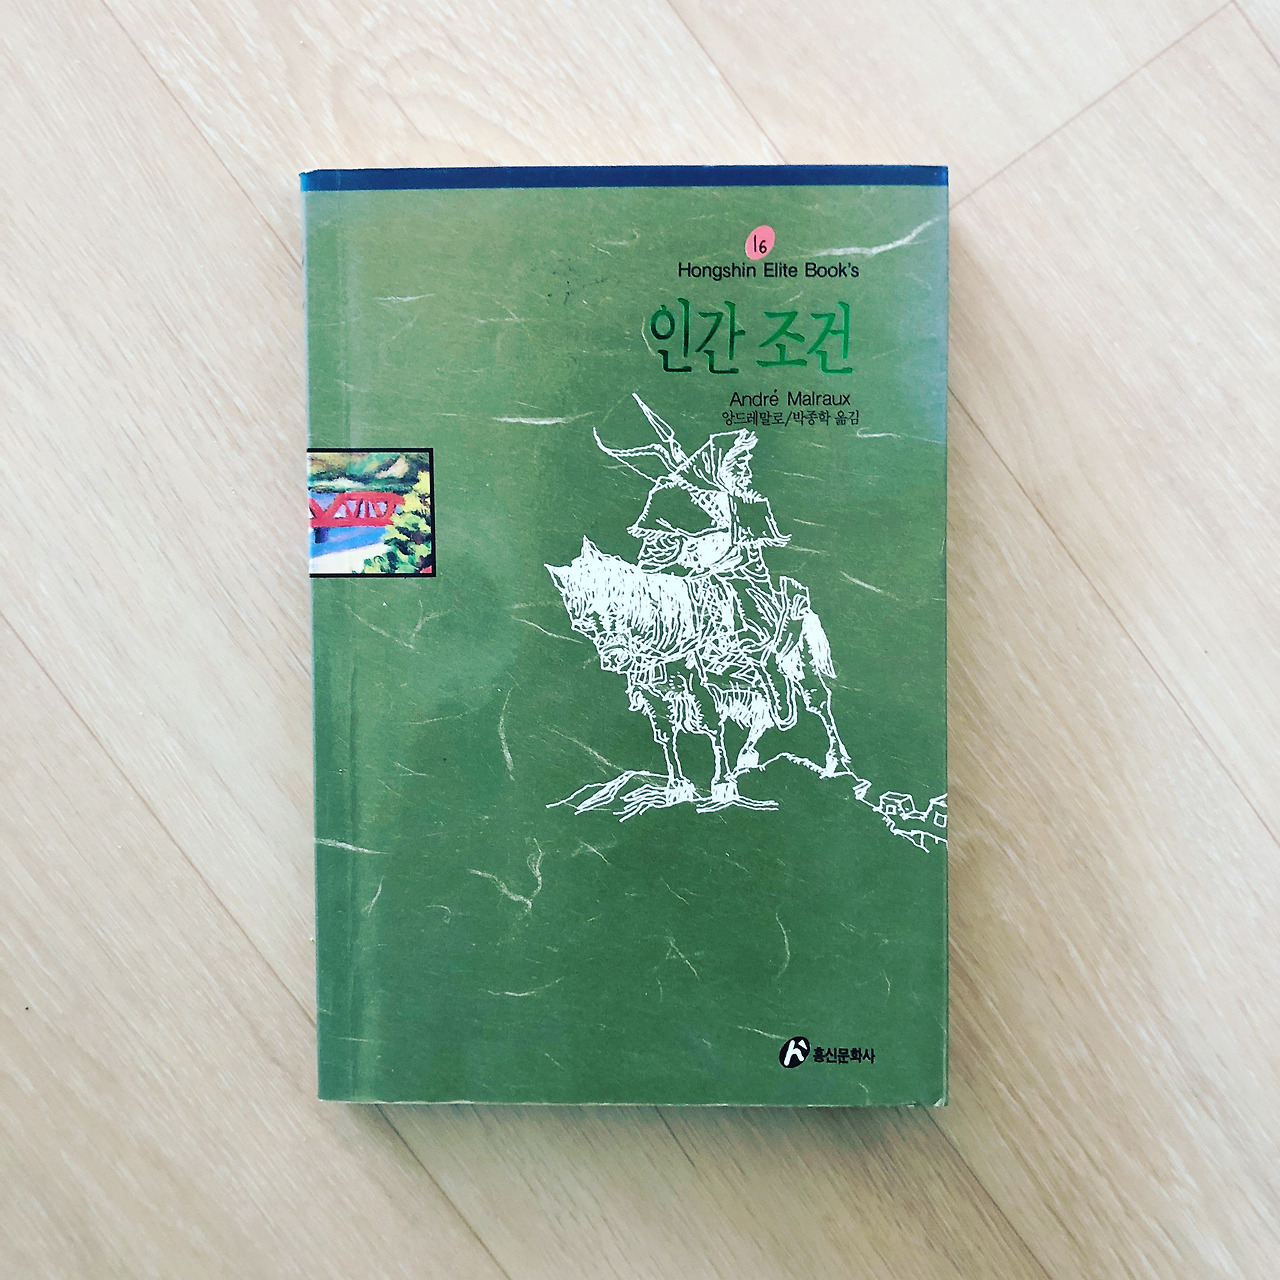 16
Hongshin Elite Book's
인간 조건
André Malraux
앙드레말로/박종학 옮김
흥신문화사